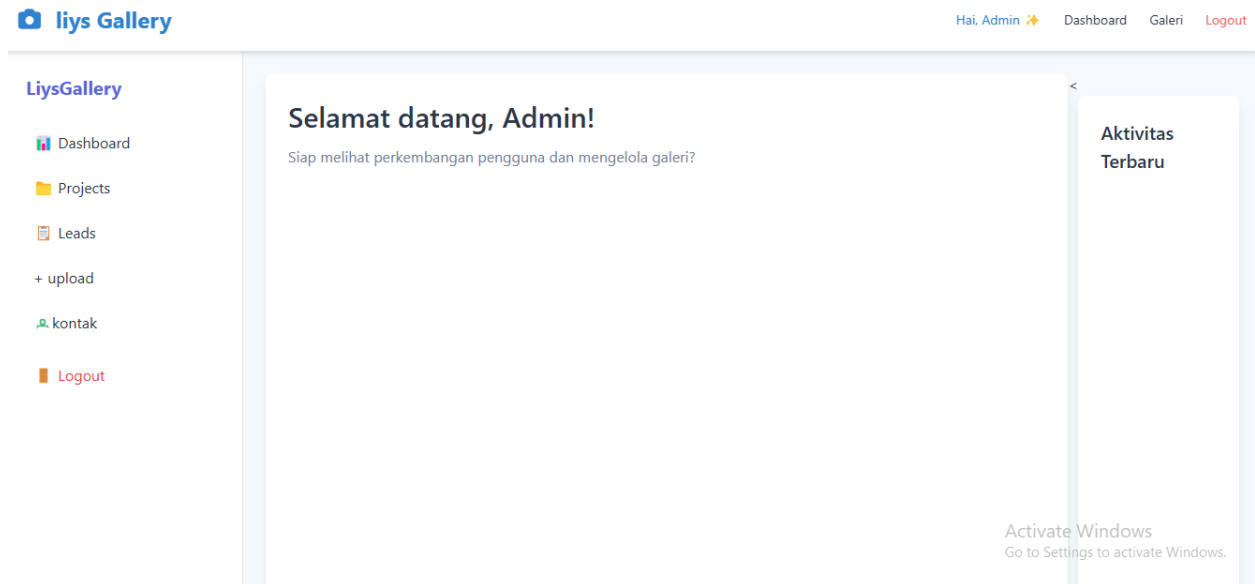 liys Gallery
Hai, Admin ✨ Dashboard Galeri Logout
LiysGallery
Dashboard
Projects
Leads
+ upload
kontak
Logout
Selamat datang, Admin!
Siap melihat perkembangan pengguna dan mengelola galeri?
<
Aktivitas
Terbaru
Activate Windows
Go to Settings to activate Windows.